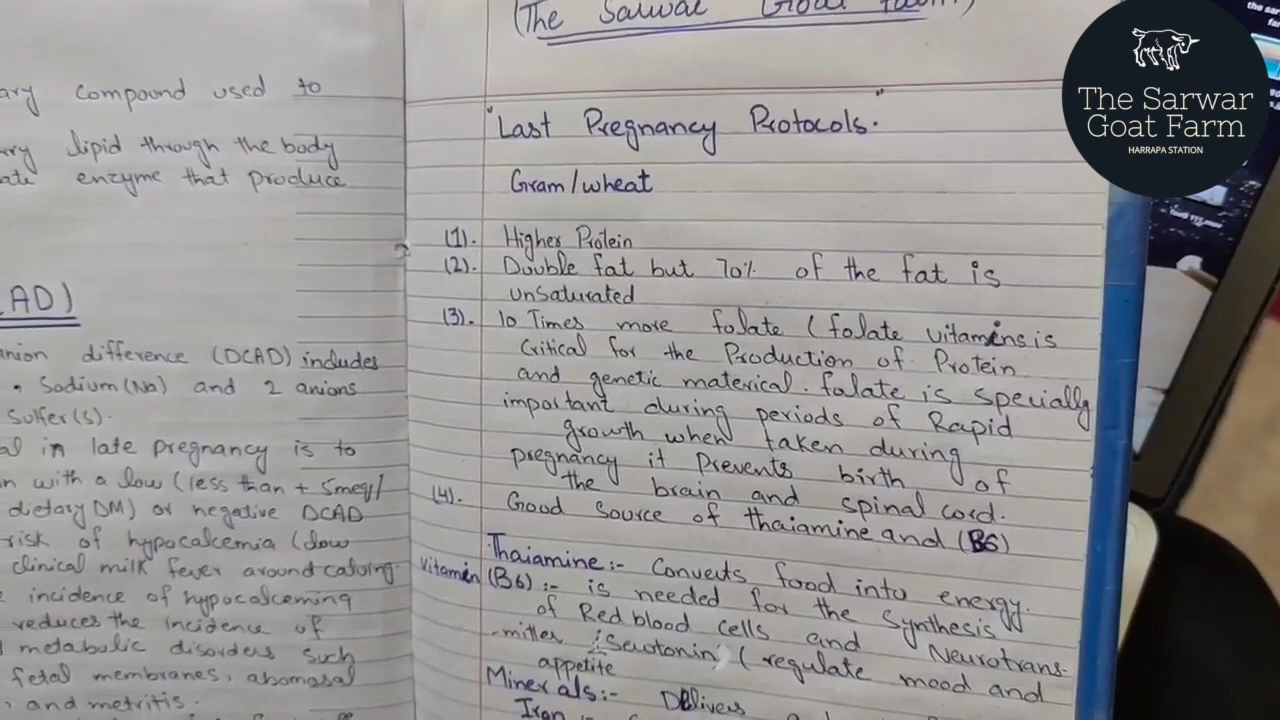 ary compound used to
ary lipid through the body
ate enzyme that produce
AD)
nion difference (DCAD) includes
Sodium (Na) and 2 anions
Sulfer(s).
al in late pregnancy is to
n with a low (less than + 5meq/
dietary DM) or negative DCAD
risk of hypocalcemia (low
clinical milk fever around calving.
incidence of hypocalceming
reduces the incidence of
metabolic disorders such
fetal membranes, abomasal
, and metritis.
(The Sarwar Goat Farm)
"Last Pregnancy Protocols."
Gram/wheat
(1). Higher Protein
(2). Double fat but 70% of the fat is
unsaturated
(3). 10 Times more folate (folate vitamins is
Critical for the Production of Protein
and genetic materical. folate is specially
important during periods of Rapid
growth when taken during
pregnancy it Prevents birth of
the brain and spinal cord.
(4). Good Source of thaiamine and (B6)
Thaiamine:- Converts food into energy.
Vitamin (B6):- is needed for the Synthesis
of Red blood cells and Neurotrans-
-mitter :Serotonin, (regulate mood and
appetite
Minerals:- Delivers
Iron
The Sarwar
Goat Farm
HARRAPA STATION